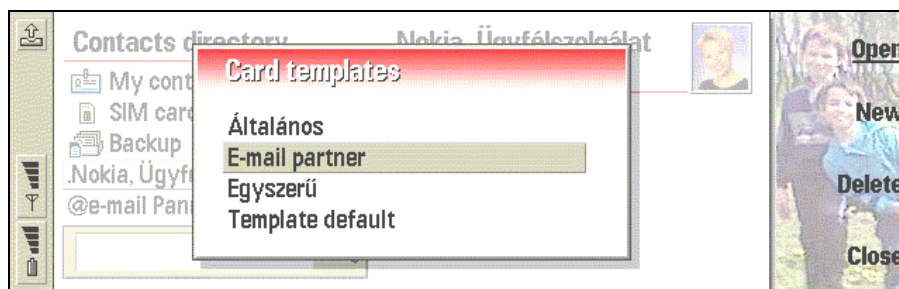 Contacts directory
Nokia, Ügyfélszolgálat
Card templates
My cont
SIM card
Backup
.Nokia, Ügyf
@e-mail Pan
Általános
E-mail partner
Egyszerű
Template default
Open
New
Delete
Close